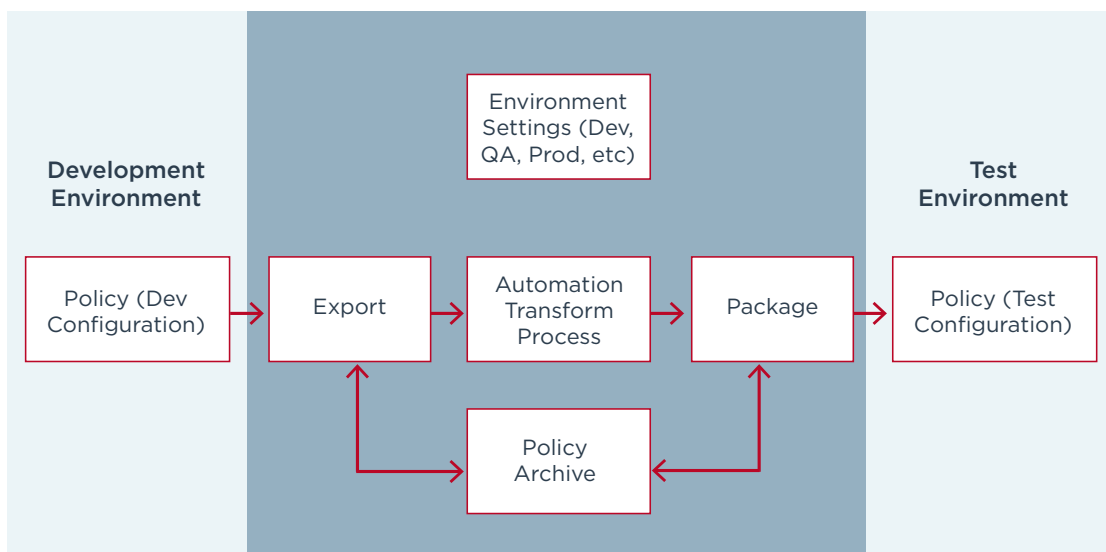 Environment
Settings (Dev,
QA, Prod, etc)
Development
Environment
Test
Environment
Policy (Dev
Configuration)
Export
Automation
Transform
Process
Package
Policy (Test
Configuration)
Policy
Archive